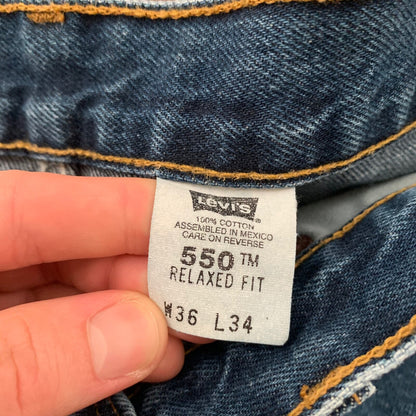 Levi's
100% COTTON
ASSEMBLED IN MEXICO
CARE ON REVERSE
550™
RELAXED FIT
W36 L34